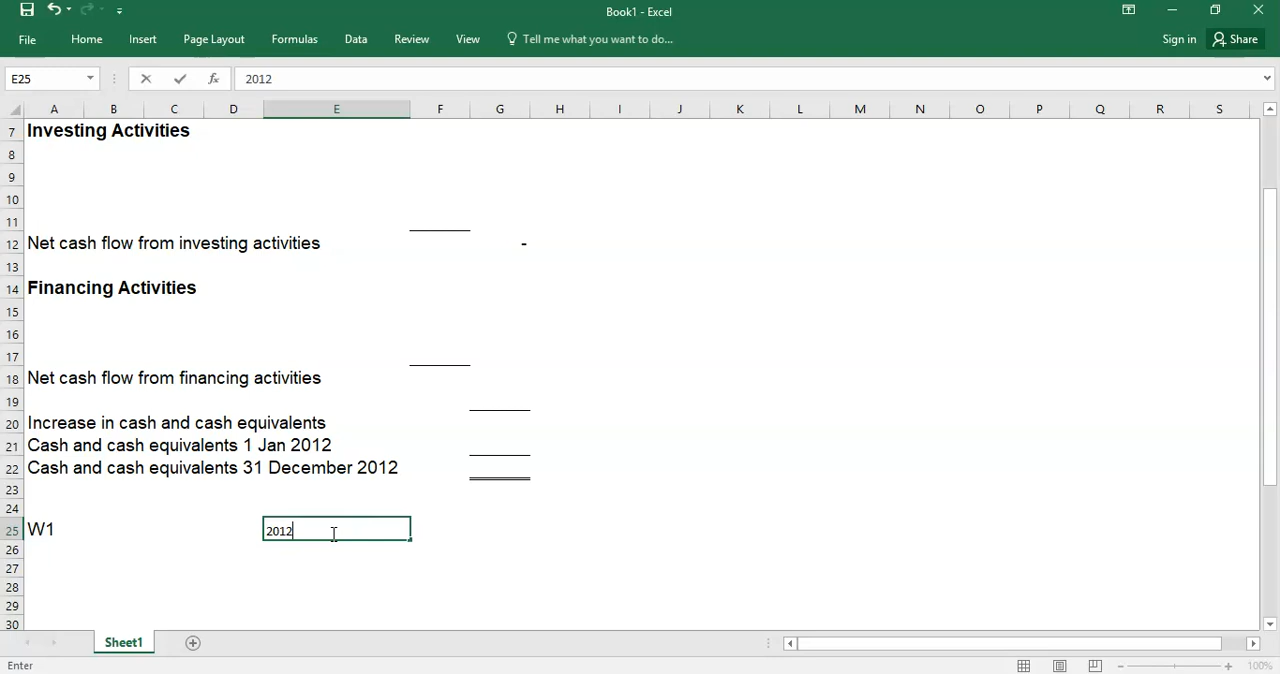 Book1 - Excel
File Home Insert Page Layout Formulas Data Review View Tell me what you want to do... Sign in Share
E25 fx 2012
A B C D E F G H I J K L M N O P Q R S
7 Investing Activities
8
9
10
11
12 Net cash flow from investing activities -
13
14 Financing Activities
15
16
17
18 Net cash flow from financing activities
19
20 Increase in cash and cash equivalents
21 Cash and cash equivalents 1 Jan 2012
22 Cash and cash equivalents 31 December 2012
23
24
25 W1 2012
26
27
28
29
30
Sheet1
Enter 100%